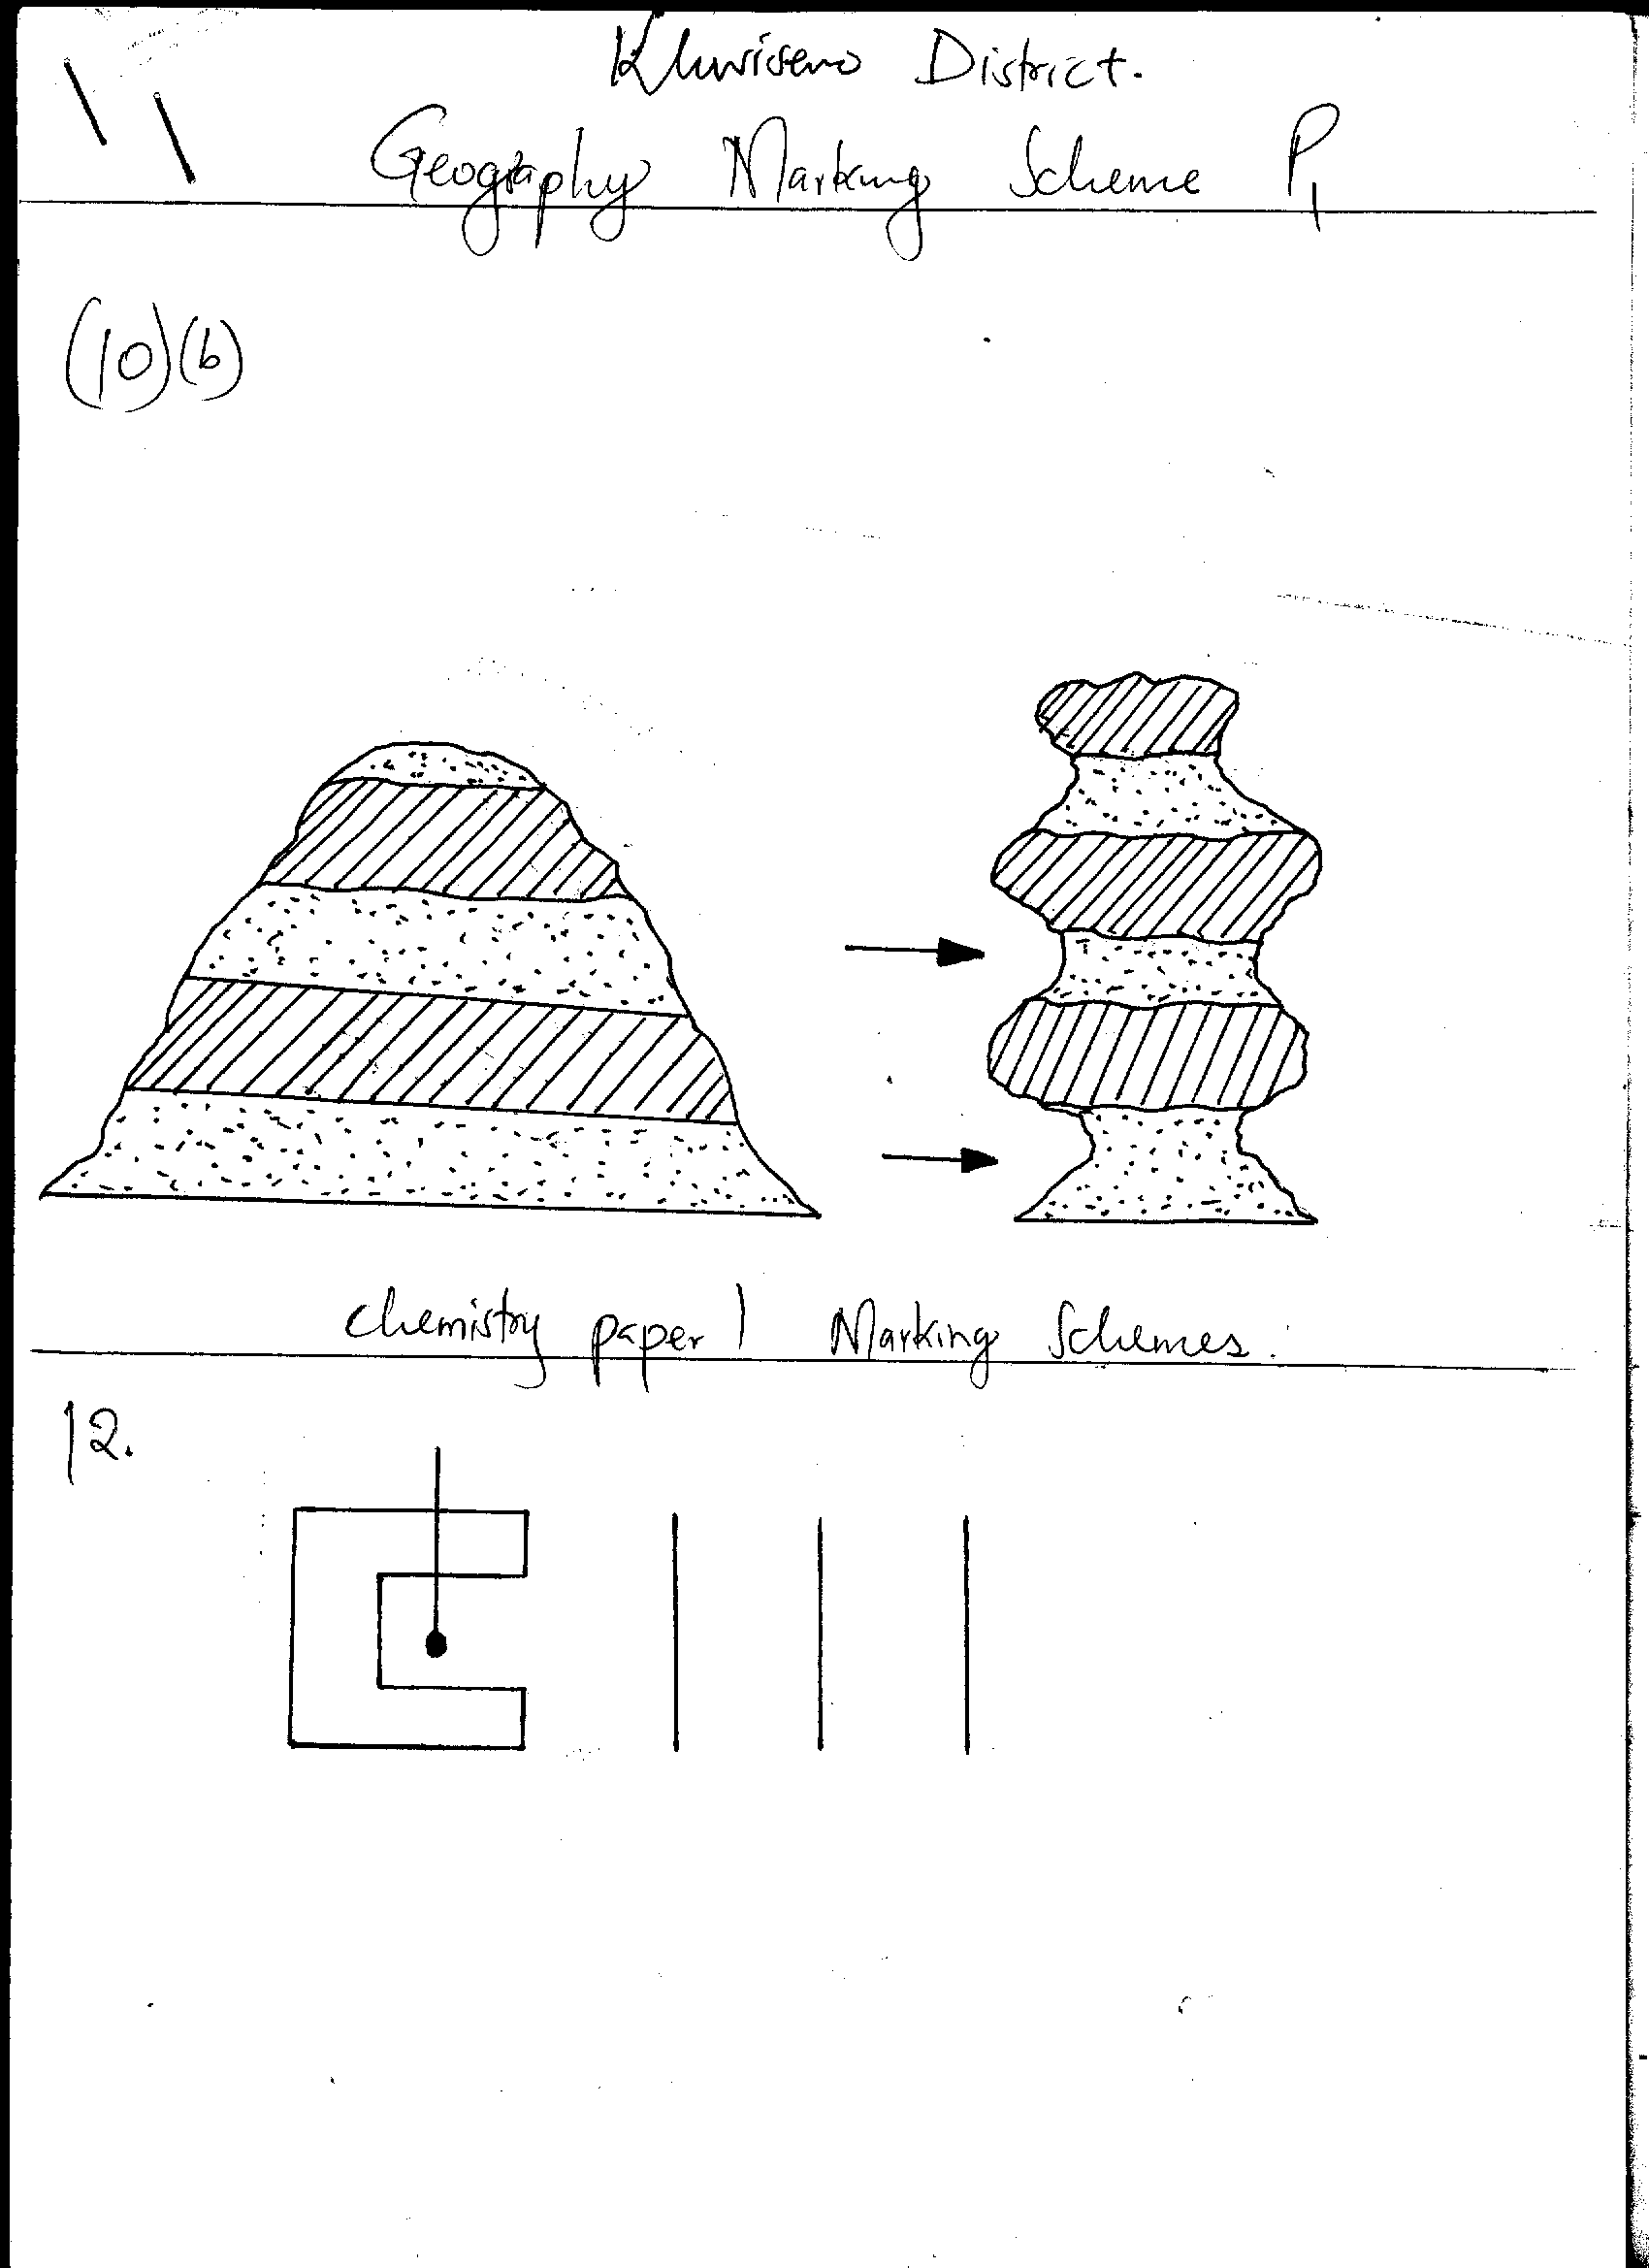 Khwisero District.
Geography Marking Scheme P1
(10)(b)
Chemistry paper 1 Marking Schemes.
12.